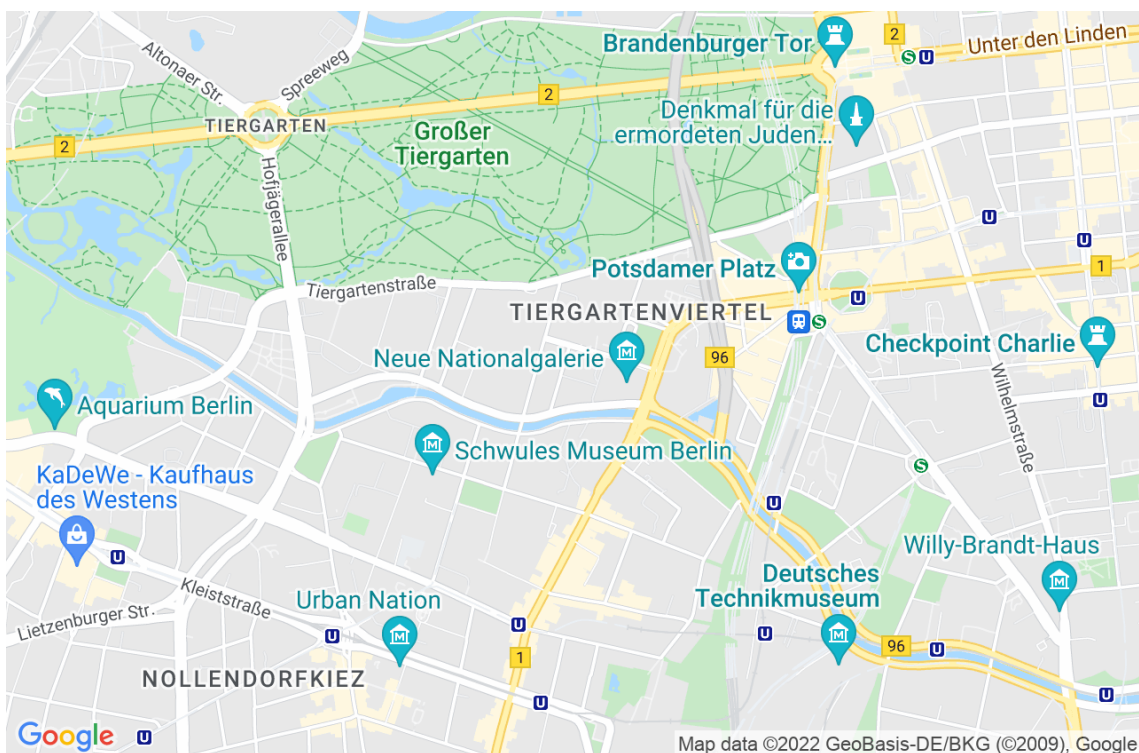 Altonaer Str.
Spreeweg
Brandenburger Tor
2
Unter den Linden
S
U
2
Denkmal für die
ermordeten Juden...
TIERGARTEN
2
Großer
Tiergarten
Hofjägerallee
U
U
Potsdamer Platz
1
Tiergartenstraße
U
TIERGARTENVIERTEL
S
Checkpoint Charlie
Neue Nationalgalerie
M
96
Wilhelmstraße
Aquarium Berlin
U
Schwules Museum Berlin
M
S
KaDeWe - Kaufhaus
des Westens
U
U
U
Willy-Brandt-Haus
M
Kleiststraße
Deutsches
Technikmuseum
M
Lietzenburger Str.
Urban Nation
M
U
U
U
U
96
U
1
NOLLENDORFKIEZ
U
U
U
Google
Map data ©2022 GeoBasis-DE/BKG (©2009), Google